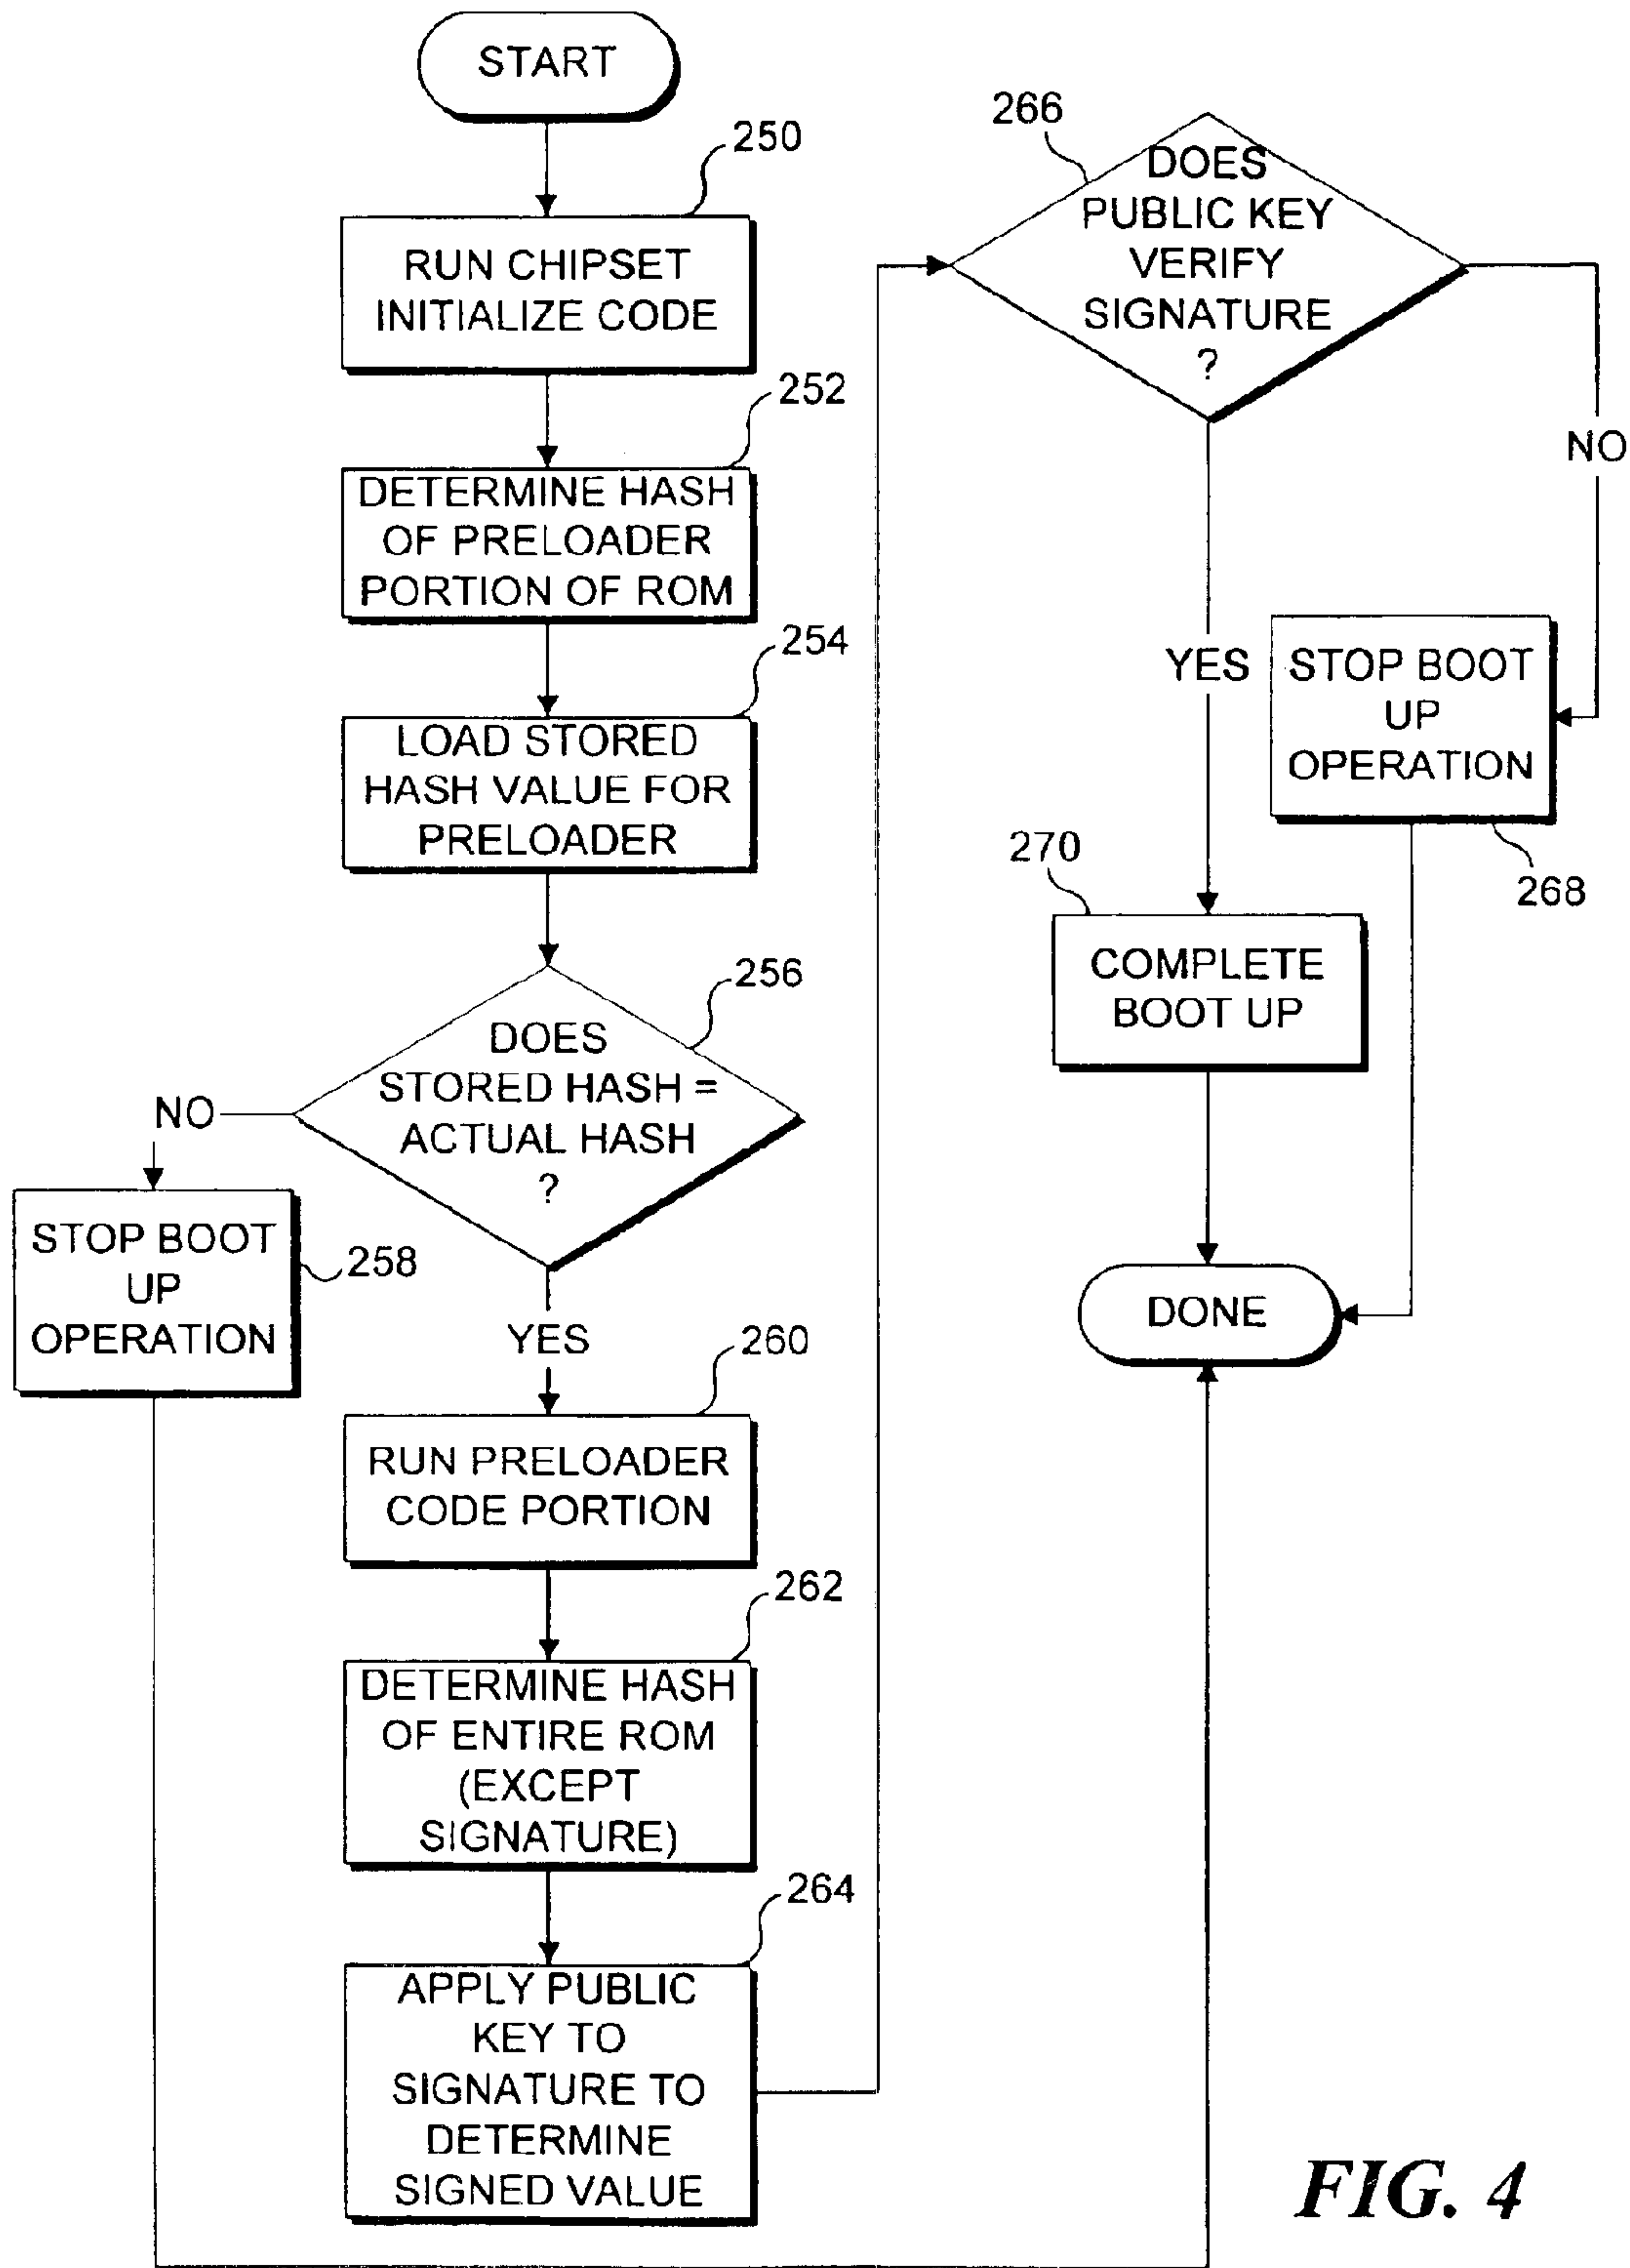 START
250
RUN CHIPSET
INITIALIZE CODE
252
DETERMINE HASH
OF PRELOADER
PORTION OF ROM
254
LOAD STORED
HASH VALUE FOR
PRELOADER
256
DOES
STORED HASH =
ACTUAL HASH
?
NO
STOP BOOT
UP
OPERATION
258
YES
260
RUN PRELOADER
CODE PORTION
262
DETERMINE HASH
OF ENTIRE ROM
(EXCEPT
SIGNATURE)
264
APPLY PUBLIC
KEY TO
SIGNATURE TO
DETERMINE
SIGNED VALUE
266
DOES
PUBLIC KEY
VERIFY
SIGNATURE
?
NO
YES
STOP BOOT
UP
OPERATION
268
270
COMPLETE
BOOT UP
DONE
FIG. 4